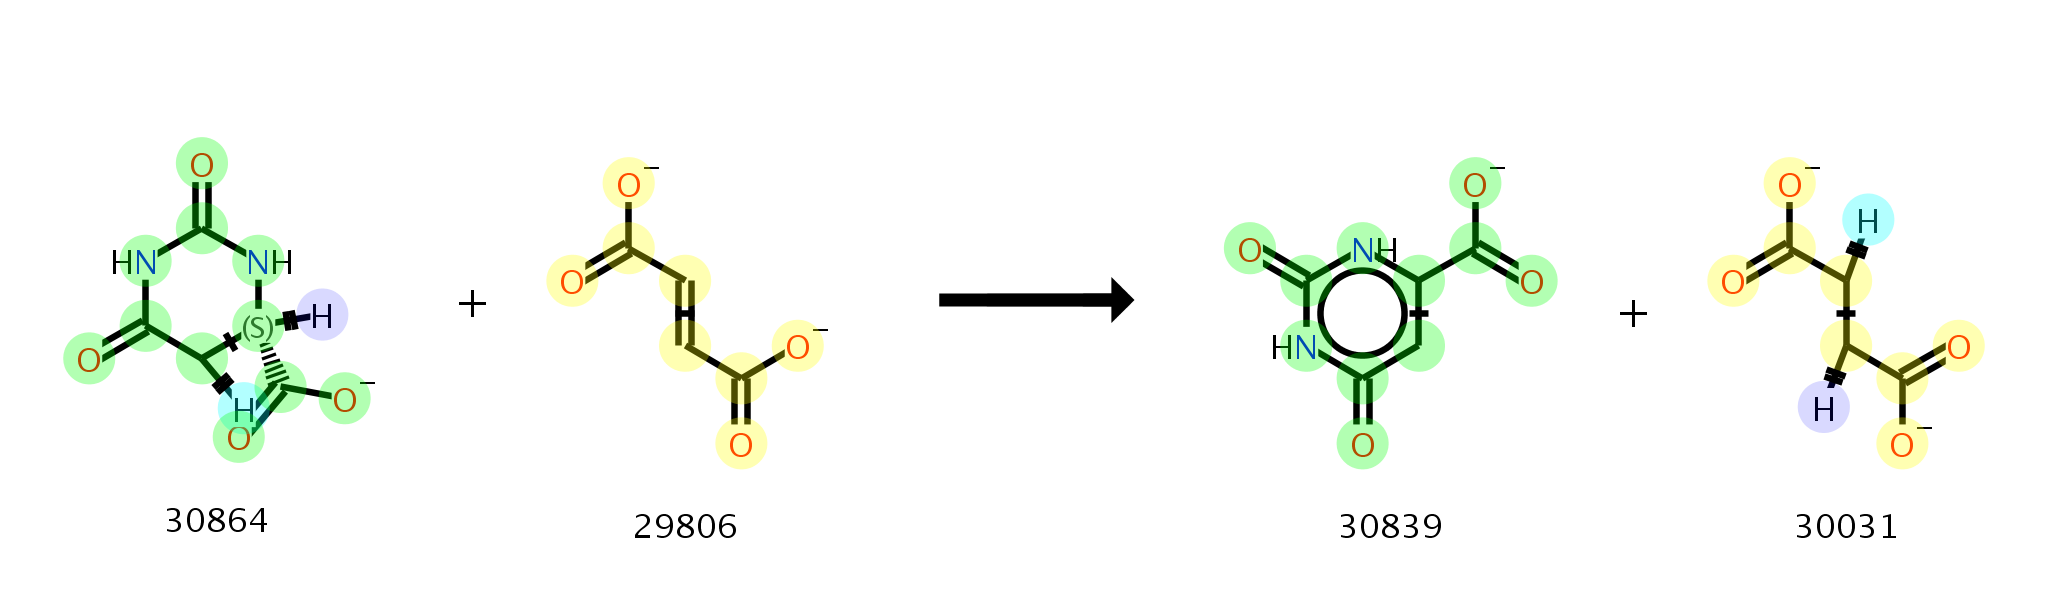 O
HN
NH
(S)
H
O
H
O
O⁻
30864
+
O⁻
O
O⁻
O
29806
O⁻
O
NH
O
HN
O
30839
+
O⁻
H
O
O
H
O⁻
30031